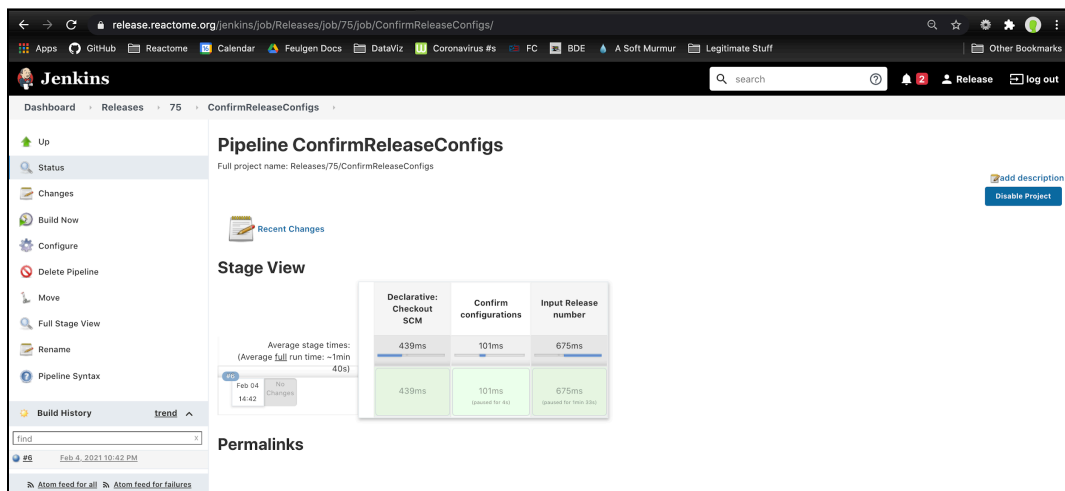 release.reactome.org/jenkins/job/Releases/job/75/job/ConfirmReleaseConfigs/
Apps GitHub Reactome 16 Calendar Feulgen Docs DataViz Coronavirus #s FC BDE A Soft Murmur Legitimate Stuff Other Bookmarks
Jenkins search 2 Release log out
Dashboard Releases 75 ConfirmReleaseConfigs
Up
Status
Changes
Build Now
Configure
Delete Pipeline
Move
Full Stage View
Rename
Pipeline Syntax
Build History trend
find x
#6 Feb 4, 2021 10:42 PM
Atom feed for all Atom feed for failures
Pipeline ConfirmReleaseConfigs
Full project name: Releases/75/ConfirmReleaseConfigs
add description
Disable Project
Recent Changes
Stage View
Declarative:
Checkout
SCM
Confirm
configurations
Input Release
number
Average stage times:
(Average full run time: ~1min
40s)
439ms 101ms 675ms
#6
Feb 04
14:42
No
Changes
439ms
101ms
(paused for 4s)
675ms
Permalinks